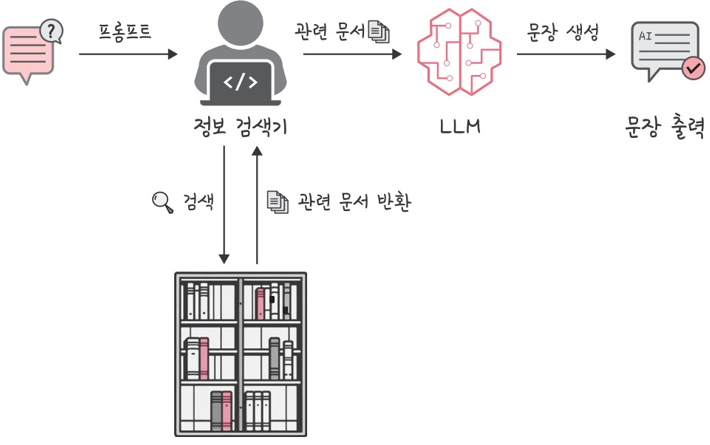 ?
프롬프트
</>
정보 검색기
관련 문서
LLM
문장 생성
AI
문장 출력
검색
관련 문서 반환